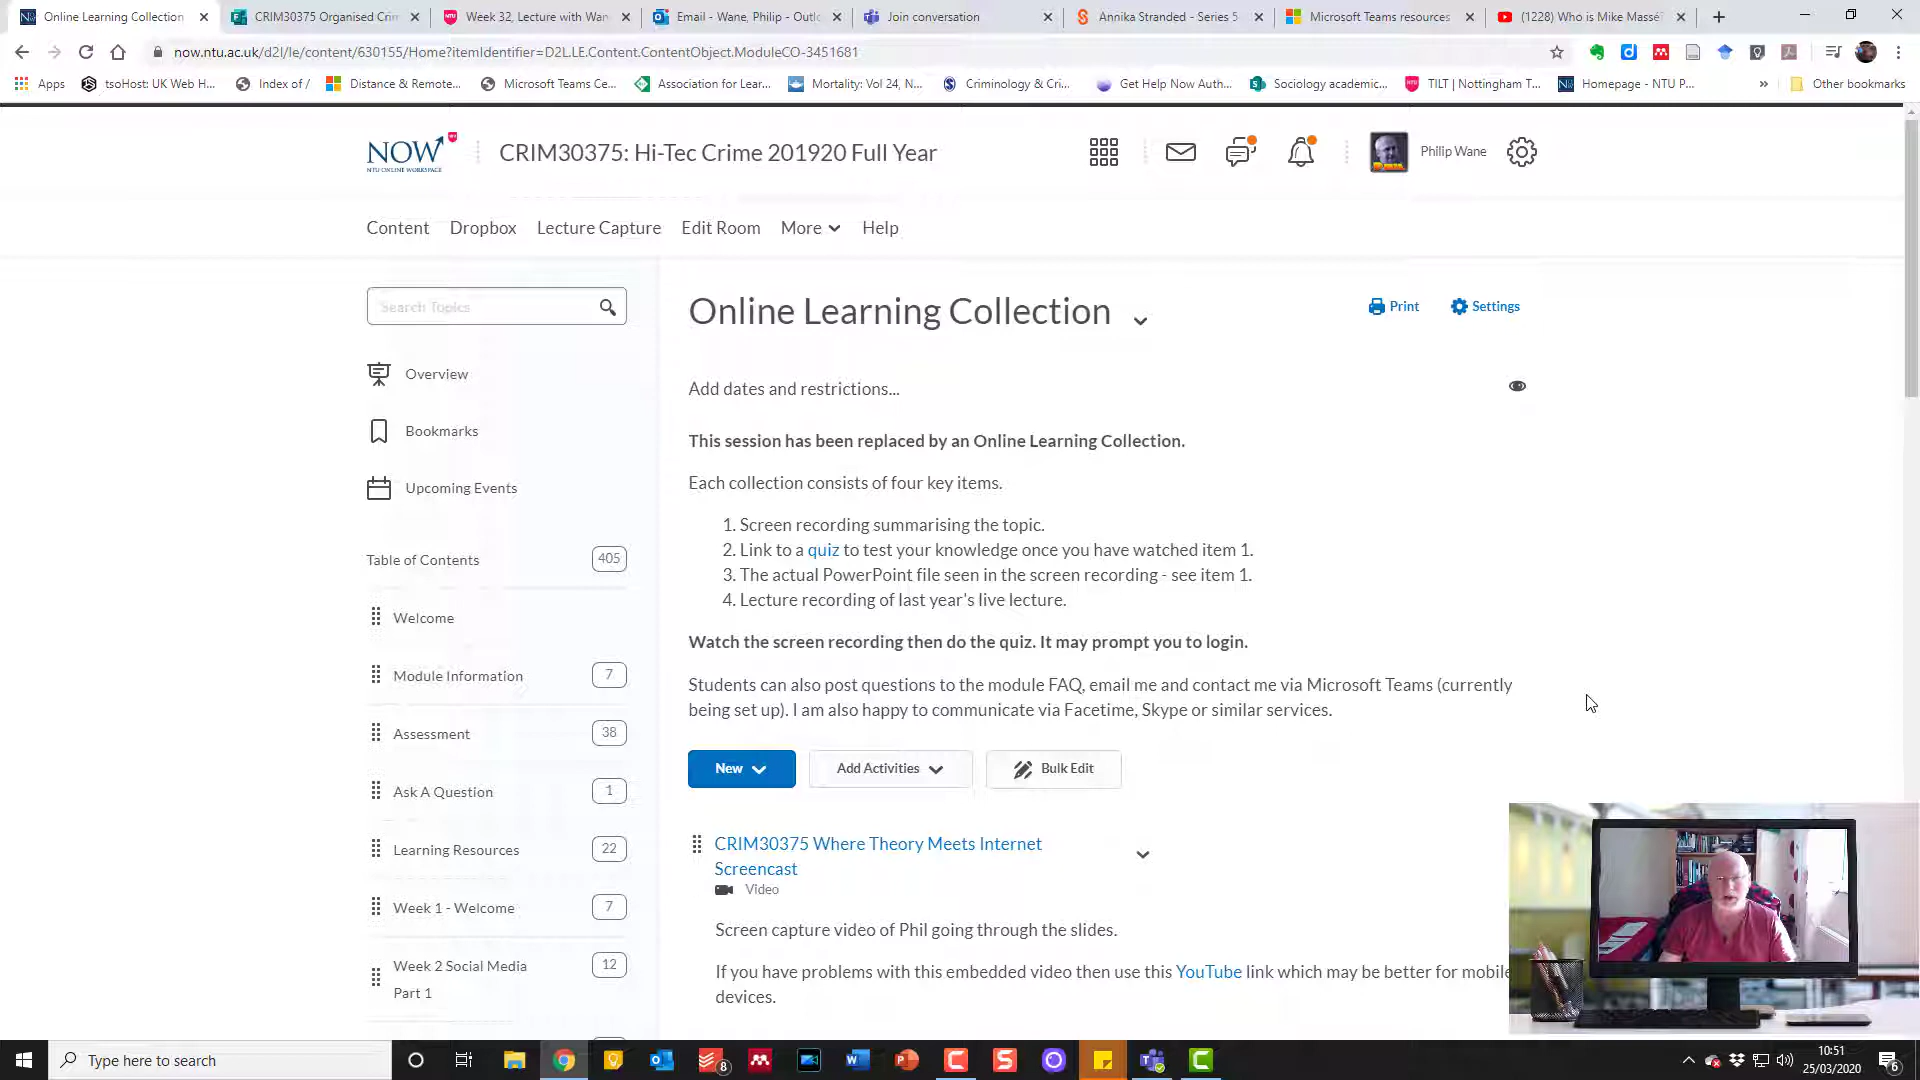 Online Learning Collection
CRIM30375 Organised Crim
Week 32, Lecture with Wan
Email - Wane, Philip - Outlo
Join conversation
Annika Stranded - Series 5
Microsoft Teams resources
(1228) Who is Mike Massé
now.ntu.ac.uk/d2l/le/content/630155/Home?itemIdentifier=D2L.LE.Content.ContentObject.ModuleCO-3451681
Apps
tsoHost: UK Web H...
Index of /
Distance & Remote...
Microsoft Teams Ce...
Association for Lear...
Mortality: Vol 24, N...
Criminology & Cri...
Get Help Now Auth...
Sociology academic...
TILT | Nottingham T...
Homepage - NTU P...
»
Other bookmarks
NOW
NTU ONLINE WORKSPACE
CRIM30375: Hi-Tec Crime 201920 Full Year
Philip Wane
Content
Dropbox
Lecture Capture
Edit Room
More
Help
Search Topics
Overview
Bookmarks
Upcoming Events
Table of Contents 405
Welcome
Module Information 7
Assessment 38
Ask A Question 1
Learning Resources 22
Week 1 - Welcome 7
Week 2 Social Media 12
Part 1
Online Learning Collection
Print
Settings
Add dates and restrictions...
This session has been replaced by an Online Learning Collection.
Each collection consists of four key items.
1. Screen recording summarising the topic.
2. Link to a quiz to test your knowledge once you have watched item 1.
3. The actual PowerPoint file seen in the screen recording - see item 1.
4. Lecture recording of last year's live lecture.
Watch the screen recording then do the quiz. It may prompt you to login.
Students can also post questions to the module FAQ, email me and contact me via Microsoft Teams (currently
being set up). I am also happy to communicate via Facetime, Skype or similar services.
New
Add Activities
Bulk Edit
CRIM30375 Where Theory Meets Internet
Screencast
Video
Screen capture video of Phil going through the slides.
If you have problems with this embedded video then use this YouTube link which may be better for mobile
devices.
Type here to search
8
10:51
25/03/2020
6